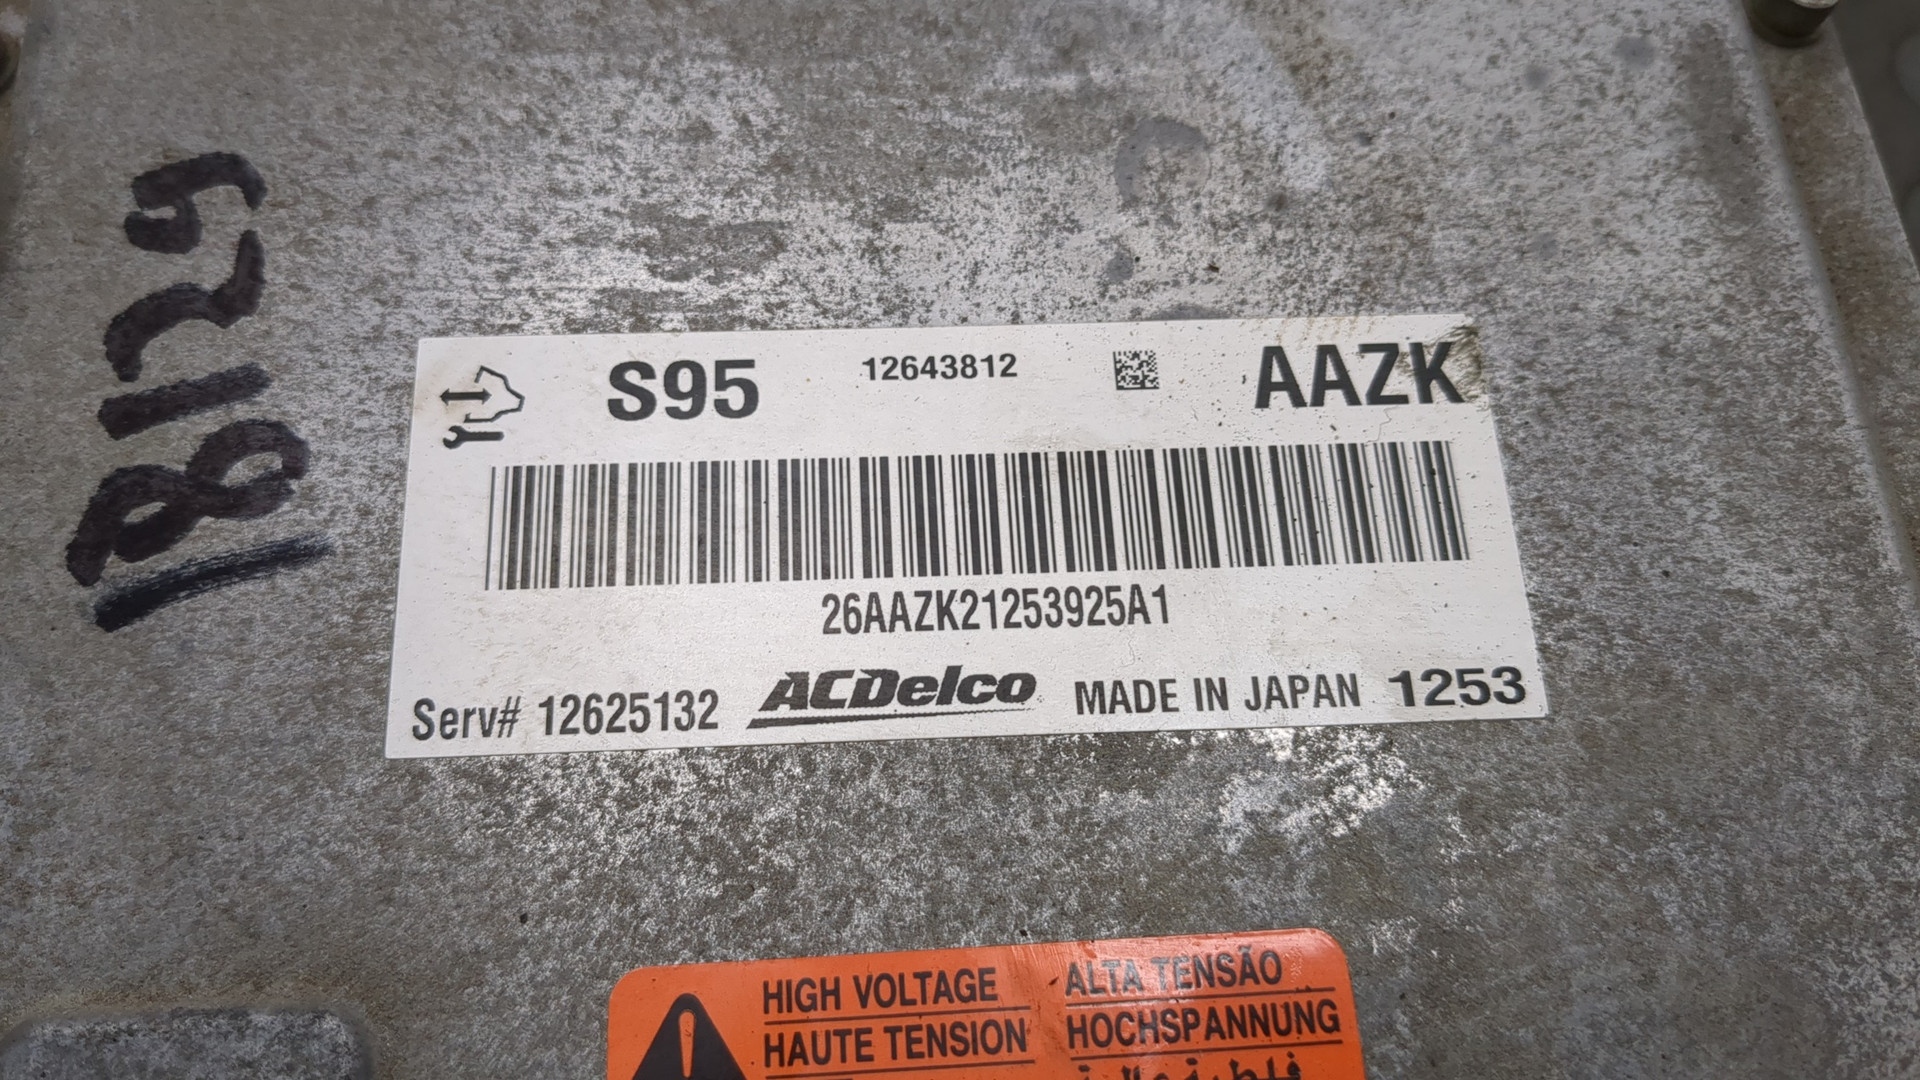 18129
S95 12643812 AAZK
26AAZK21253925A1
Serv# 12625132 ACDelco MADE IN JAPAN 1253
HIGH VOLTAGE ALTA TENSÃO
HAUTE TENSION HOCHSPANNUNG